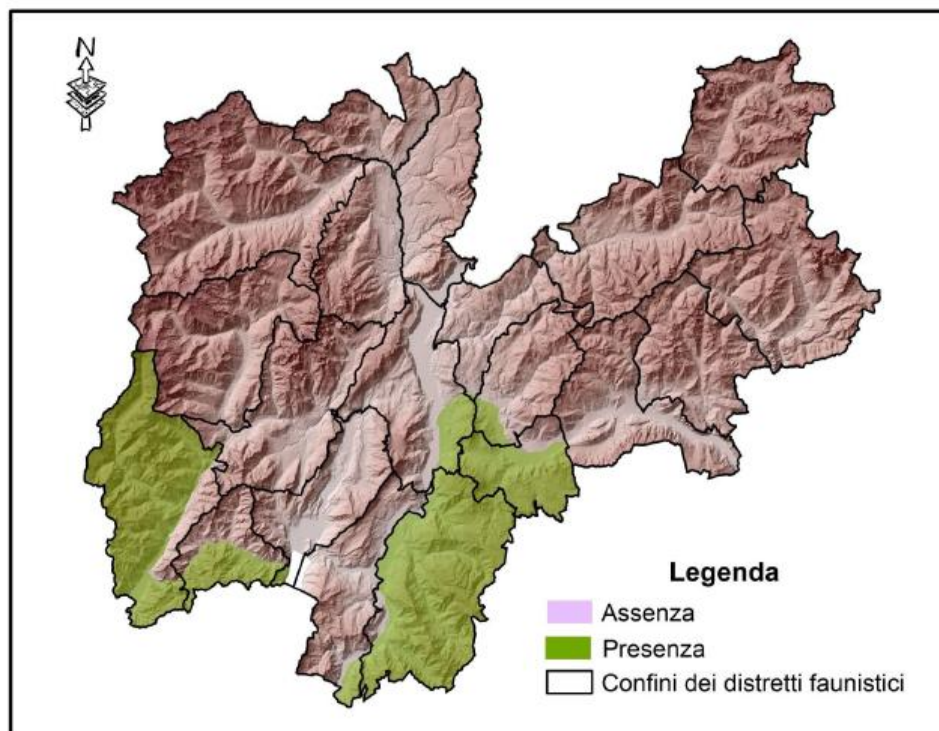 N
Legenda
Assenza
Presenza
Confini dei distretti faunistici